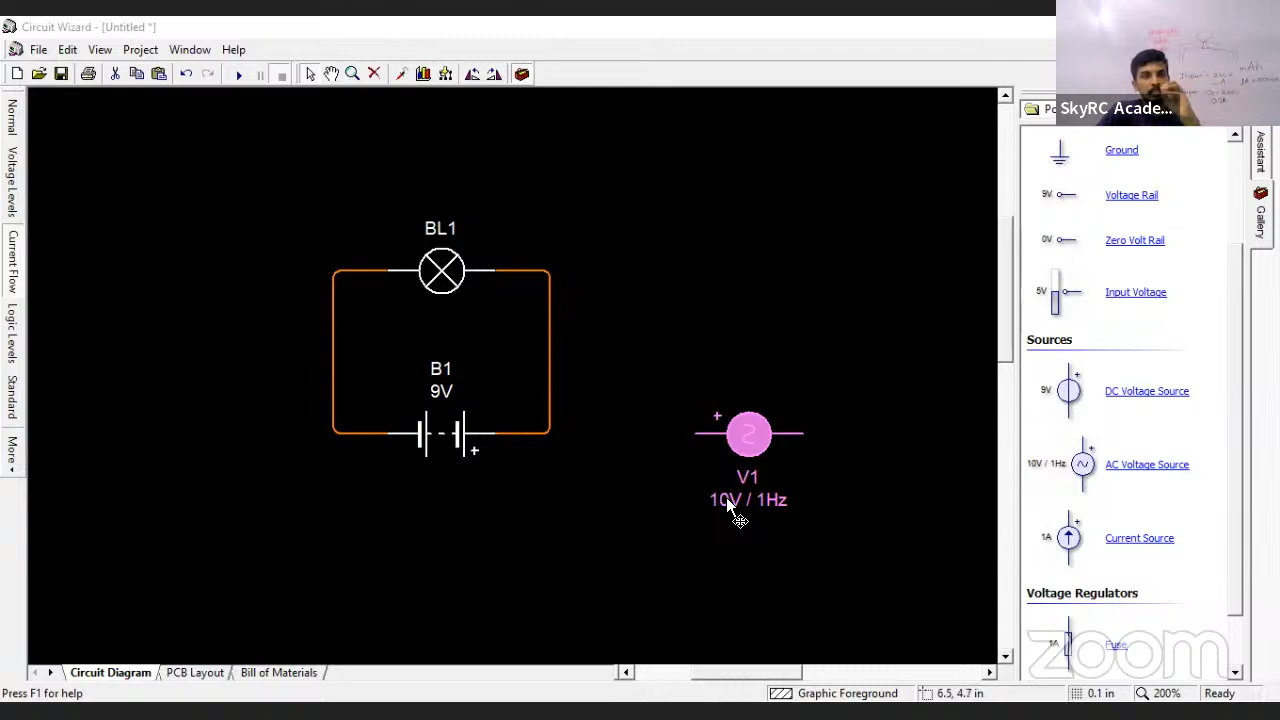 Circuit Wizard - [Untitled *]
File Edit View Project Window Help
SkyRC Acade...
Normal
Voltage Levels
Current Flow
Logic Levels
Standard
More
BL1
B1
9V
+
+
V1
10V / 1Hz
Ground
9V Voltage Rail
0V Zero Volt Rail
5V Input Voltage
Sources
9V DC Voltage Source
10V / 1Hz AC Voltage Source
1A Current Source
Voltage Regulators
1A Fuse
zoom
Assistant
Gallery
Circuit Diagram PCB Layout Bill of Materials
Press F1 for help
Graphic Foreground
6.5, 4.7 in
0.1 in
200%
Ready